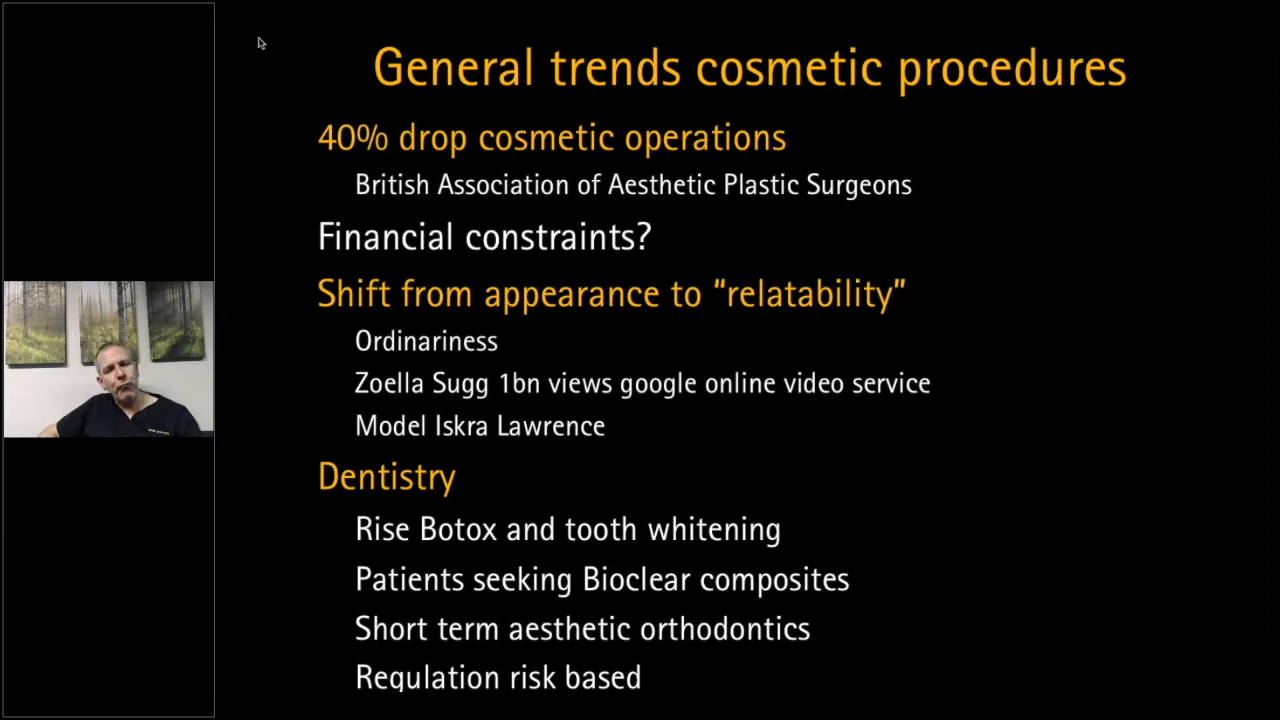 General trends cosmetic procedures
40% drop cosmetic operations
British Association of Aesthetic Plastic Surgeons
Financial constraints?
Shift from appearance to “relatability”
Ordinariness
Zoella Sugg 1bn views google online video service
Model Iskra Lawrence
Dentistry
Rise Botox and tooth whitening
Patients seeking Bioclear composites
Short term aesthetic orthodontics
Regulation risk based